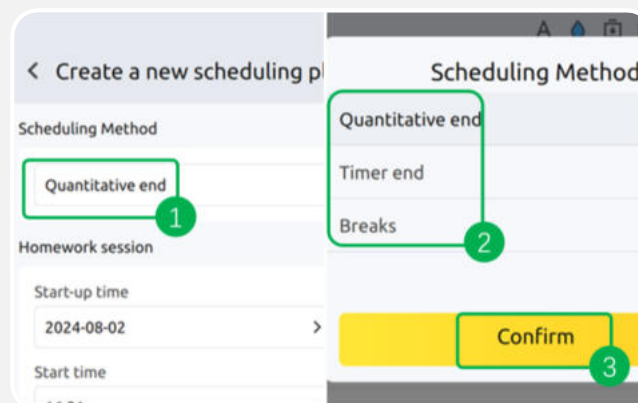 Create a new scheduling pl
Scheduling Method
Quantitative end
1
Homework session
Start-up time
2024-08-02
Start time
A
Scheduling Method
Quantitative end
Timer end
Breaks
2
Confirm
3